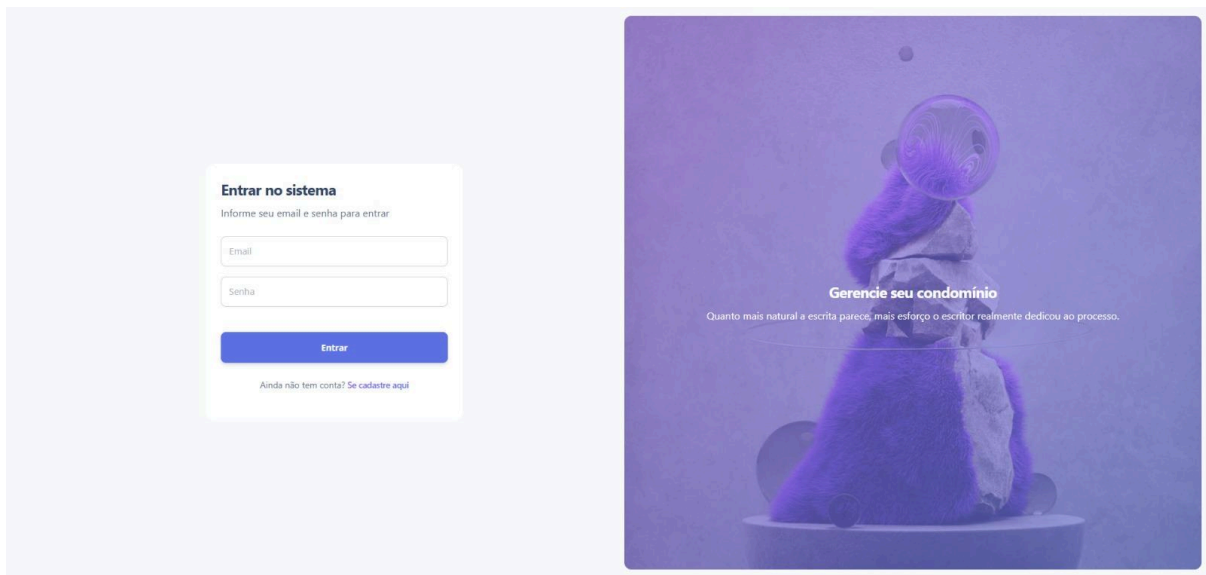 Entrar no sistema
Informe seu email e senha para entrar
Email
Senha
Entrar
Ainda não tem conta? Se cadastre aqui
Gerencie seu condomínio
Quanto mais natural a escrita parece, mais esforço o escritor realmente dedicou ao processo.